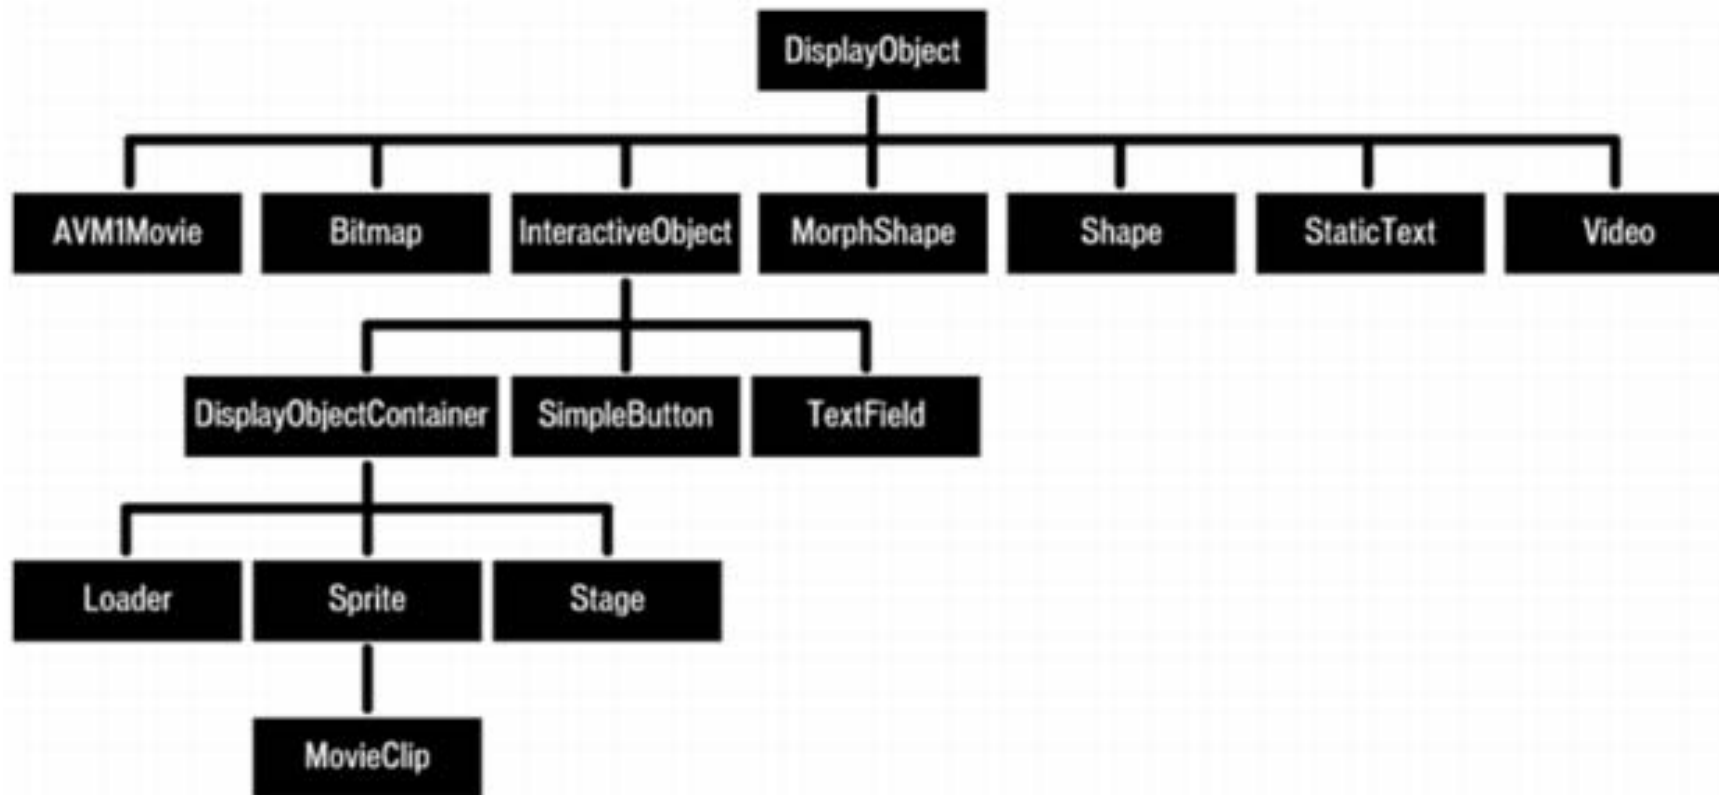 DisplayObject
AVM1Movie
Bitmap
InteractiveObject
MorphShape
Shape
StaticText
Video
DisplayObjectContainer
SimpleButton
TextField
Loader
Sprite
Stage
MovieClip